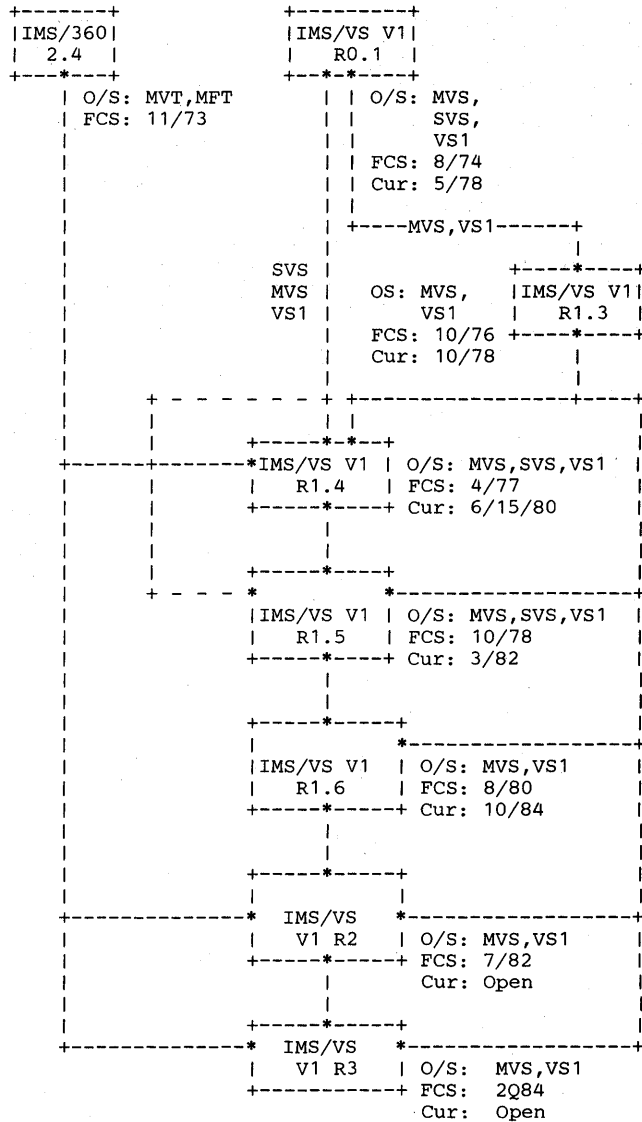 IMS/360
2.4
IMS/VS V1
R0.1
O/S: MVT,MFT
FCS: 11/73
O/S: MVS,
SVS,
VS1
FCS: 8/74
Cur: 5/78
MVS,VS1
SVS
MVS
VS1
OS: MVS,
VS1
FCS: 10/76
Cur: 10/78
IMS/VS V1
R1.3
IMS/VS V1
R1.4
O/S: MVS,SVS,VS1
FCS: 4/77
Cur: 6/15/80
IMS/VS V1
R1.5
O/S: MVS,SVS,VS1
FCS: 10/78
Cur: 3/82
IMS/VS V1
R1.6
O/S: MVS,VS1
FCS: 8/80
Cur: 10/84
IMS/VS
V1 R2
O/S: MVS,VS1
FCS: 7/82
Cur: Open
IMS/VS
V1 R3
O/S: MVS,VS1
FCS: 2Q84
Cur: Open